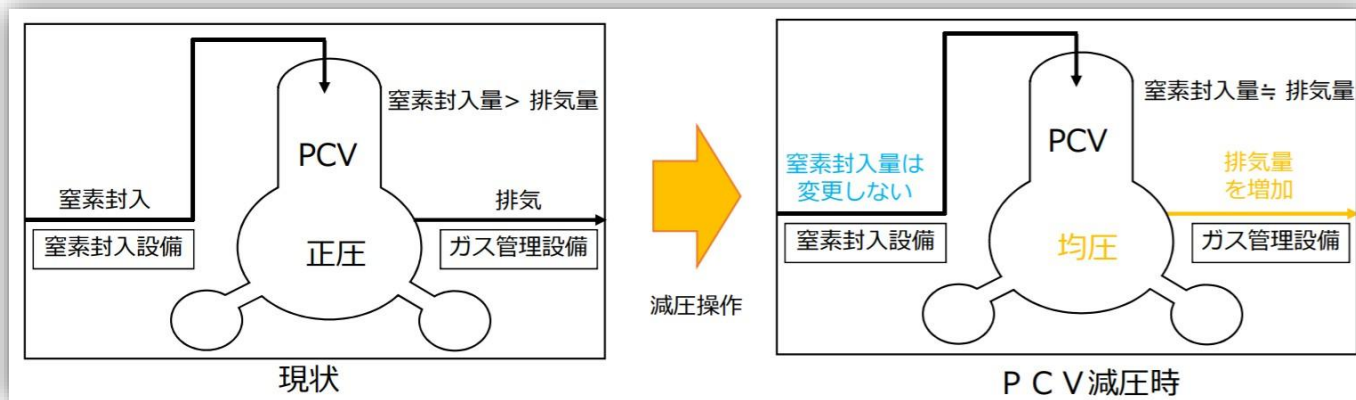 窒素封入量> 排気量
PCV
窒素封入
排気
窒素封入設備
正圧
ガス管理設備
現状
減圧操作
窒素封入量≒ 排気量
PCV
窒素封入量は
変更しない
排気量
を増加
窒素封入設備
均圧
ガス管理設備
ＰＣＶ減圧時